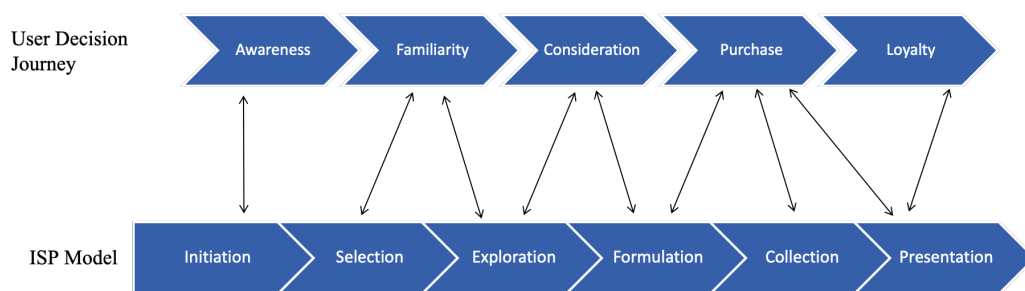 User Decision
Journey
Awareness
Familiarity
Consideration
Purchase
Loyalty
ISP Model
Initiation
Selection
Exploration
Formulation
Collection
Presentation